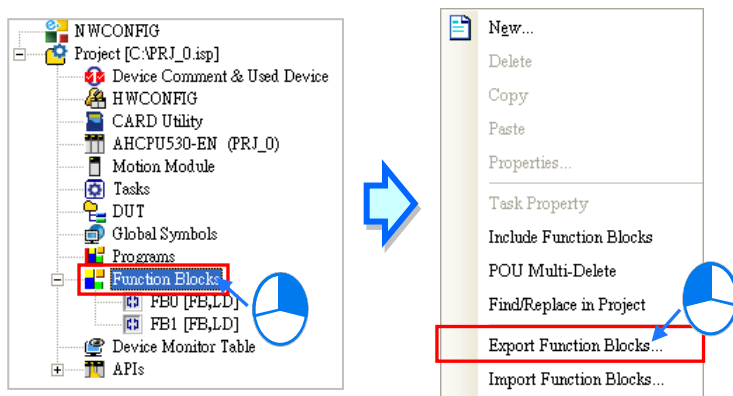 NWCONFIG
Project [C:\PRJ_0.isp]
Device Comment & Used Device
HWCONFIG
CARD Utility
AHCPU530-EN (PRJ_0)
Motion Module
Tasks
DUT
Global Symbols
Programs
Function Blocks
FB0 [FB,LD]
FB1 [FB,LD]
Device Monitor Table
APIs
New...
Delete
Copy
Paste
Properties...
Task Property
Include Function Blocks
POU Multi-Delete
Find/Replace in Project
Export Function Blocks...
Import Function Blocks...